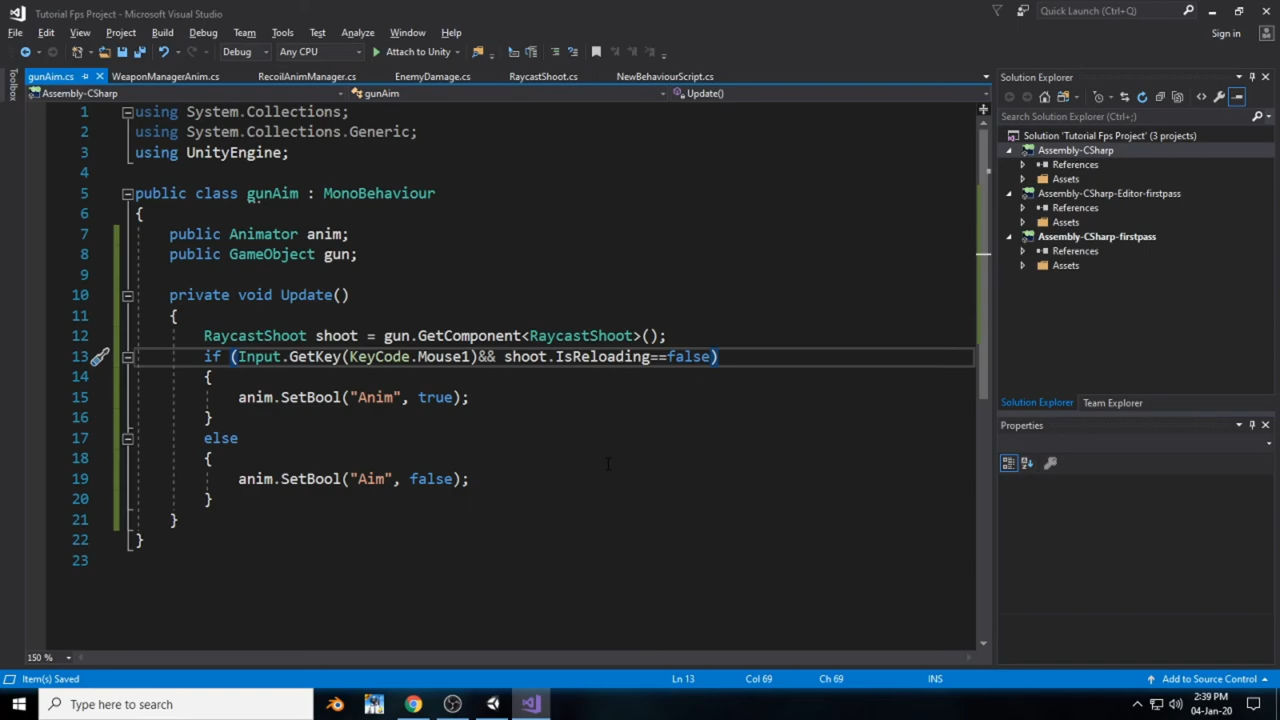 Tutorial Fps Project - Microsoft Visual Studio
Quick Launch (Ctrl+Q)
File Edit View Project Build Debug Team Tools Test Analyze Window Help
Sign in
Debug Any CPU Attach to Unity
Toolbox
gunAim.cs WeaponManagerAnim.cs RecoilAnimManager.cs EnemyDamage.cs RaycastShoot.cs NewBehaviourScript.cs
Assembly-CSharp gunAim Update()
1 using System.Collections;
2 using System.Collections.Generic;
3 using UnityEngine;
4
5 public class gunAim : MonoBehaviour
6 {
7 public Animator anim;
8 public GameObject gun;
9
10 private void Update()
11 {
12 RaycastShoot shoot = gun.GetComponent<RaycastShoot>();
13 if (Input.GetKey(KeyCode.Mouse1)&& shoot.IsReloading==false)
14 {
15 anim.SetBool("Anim", true);
16 }
17 else
18 {
19 anim.SetBool("Aim", false);
20 }
21 }
22 }
23
150 %
Solution Explorer
Search Solution Explorer (Ctrl+;)
Solution 'Tutorial Fps Project' (3 projects)
Assembly-CSharp
References
Assets
Assembly-CSharp-Editor-firstpass
References
Assets
Assembly-CSharp-firstpass
References
Assets
Solution Explorer Team Explorer
Properties
Item(s) Saved Ln 13 Col 69 Ch 69 INS Add to Source Control
Type here to search
2:39 PM
04-Jan-20